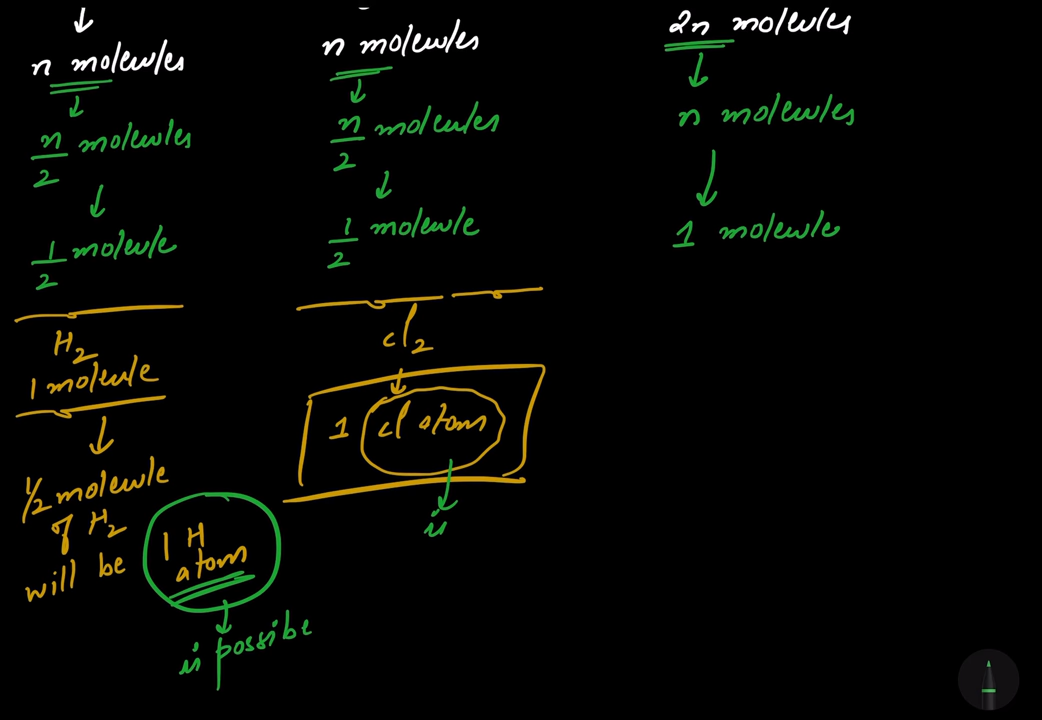 n molecules
n/2 molecules
1/2 molecule
H2
1 molecule
1/2 molecule
of H2
will be
1 H
atom
is possible
n molecules
n/2 molecules
1/2 molecule
Cl2
1 Cl atom
is
2n molecules
n molecules
1 molecule